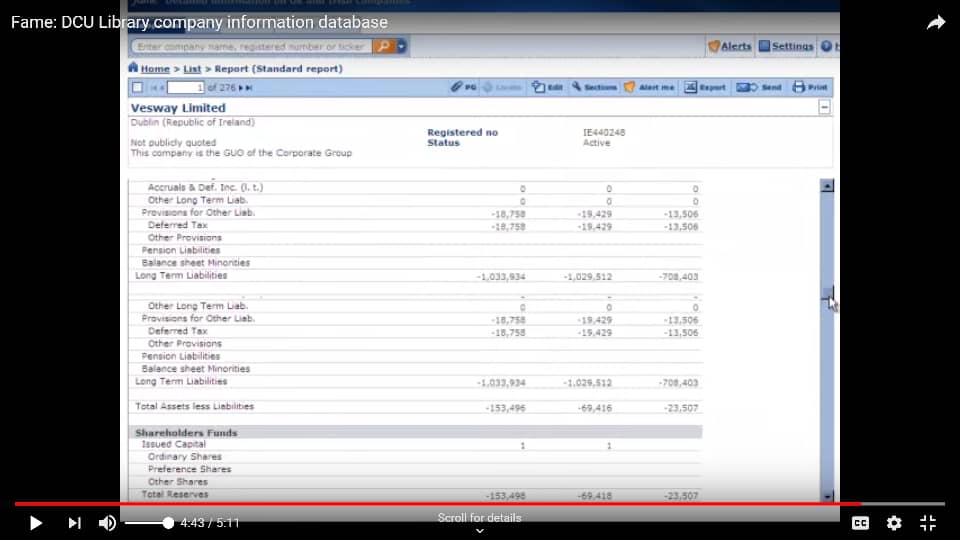 Fame: DCU Library company information database
Enter company name, registered number or ticker
Alerts Settings
Home > List > Report (Standard report)
1 of 276 PG Locate Edit Sections Alert me Export Send Print
Vesway Limited
Dublin (Republic of Ireland)
Registered no IE440248
Not publicly quoted Status Active
This company is the GUO of the Corporate Group
Accruals & Def. Inc. (l. t.) 0 0 0
Other Long Term Liab. 0 0 0
Provisions for Other Liab. -18,758 -19,429 -13,506
Deferred Tax -18,758 -19,429 -13,506
Other Provisions
Pension Liabilities
Balance sheet Minorities
Long Term Liabilities -1,033,934 -1,029,512 -708,403
Other Long Term Liab. 0 0 0
Provisions for Other Liab. -18,758 -19,429 -13,506
Deferred Tax -18,758 -19,429 -13,506
Other Provisions
Pension Liabilities
Balance sheet Minorities
Long Term Liabilities -1,033,934 -1,029,512 -708,403
Total Assets less Liabilities -153,496 -69,416 -23,507
Shareholders Funds
Issued Capital 1 1
Ordinary Shares
Preference Shares
Other Shares
Total Reserves -153,498 -69,418 -23,507
4:43 / 5:11 Scroll for details CC